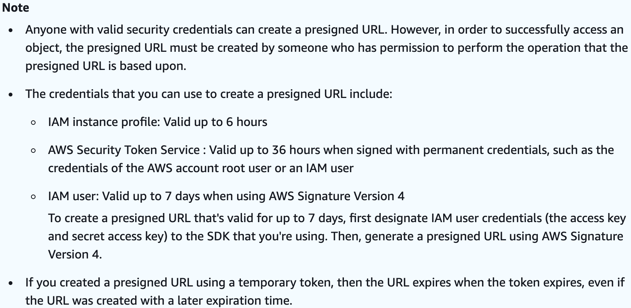 Note
• Anyone with valid security credentials can create a presigned URL. However, in order to successfully access an
object, the presigned URL must be created by someone who has permission to perform the operation that the
presigned URL is based upon.
• The credentials that you can use to create a presigned URL include:
○ IAM instance profile: Valid up to 6 hours
○ AWS Security Token Service : Valid up to 36 hours when signed with permanent credentials, such as the
credentials of the AWS account root user or an IAM user
○ IAM user: Valid up to 7 days when using AWS Signature Version 4
To create a presigned URL that's valid for up to 7 days, first designate IAM user credentials (the access key
and secret access key) to the SDK that you're using. Then, generate a presigned URL using AWS Signature
Version 4.
• If you created a presigned URL using a temporary token, then the URL expires when the token expires, even if
the URL was created with a later expiration time.